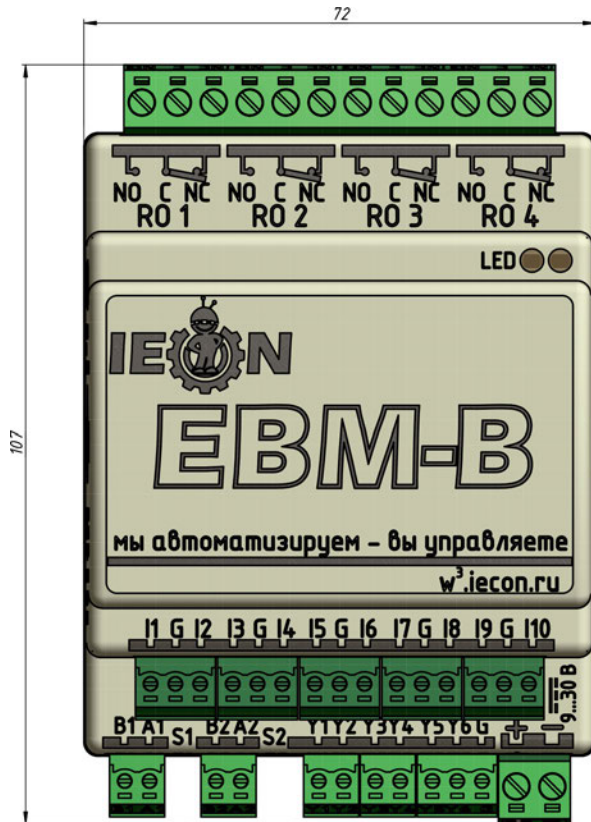 72
107
NO C NC NO C NC NO C NC NO C NC
RO 1 RO 2 RO 3 RO 4
LED
IECON
EBM-B
мы автоматизируем – вы управляете
w³.iecon.ru
I1 G I2 I3 G I4 I5 G I6 I7 G I8 I9 G I10
9...30 В
B1 A1 S1 B2 A2 S2 Y1 Y2 Y3 Y4 Y5 Y6 G + –